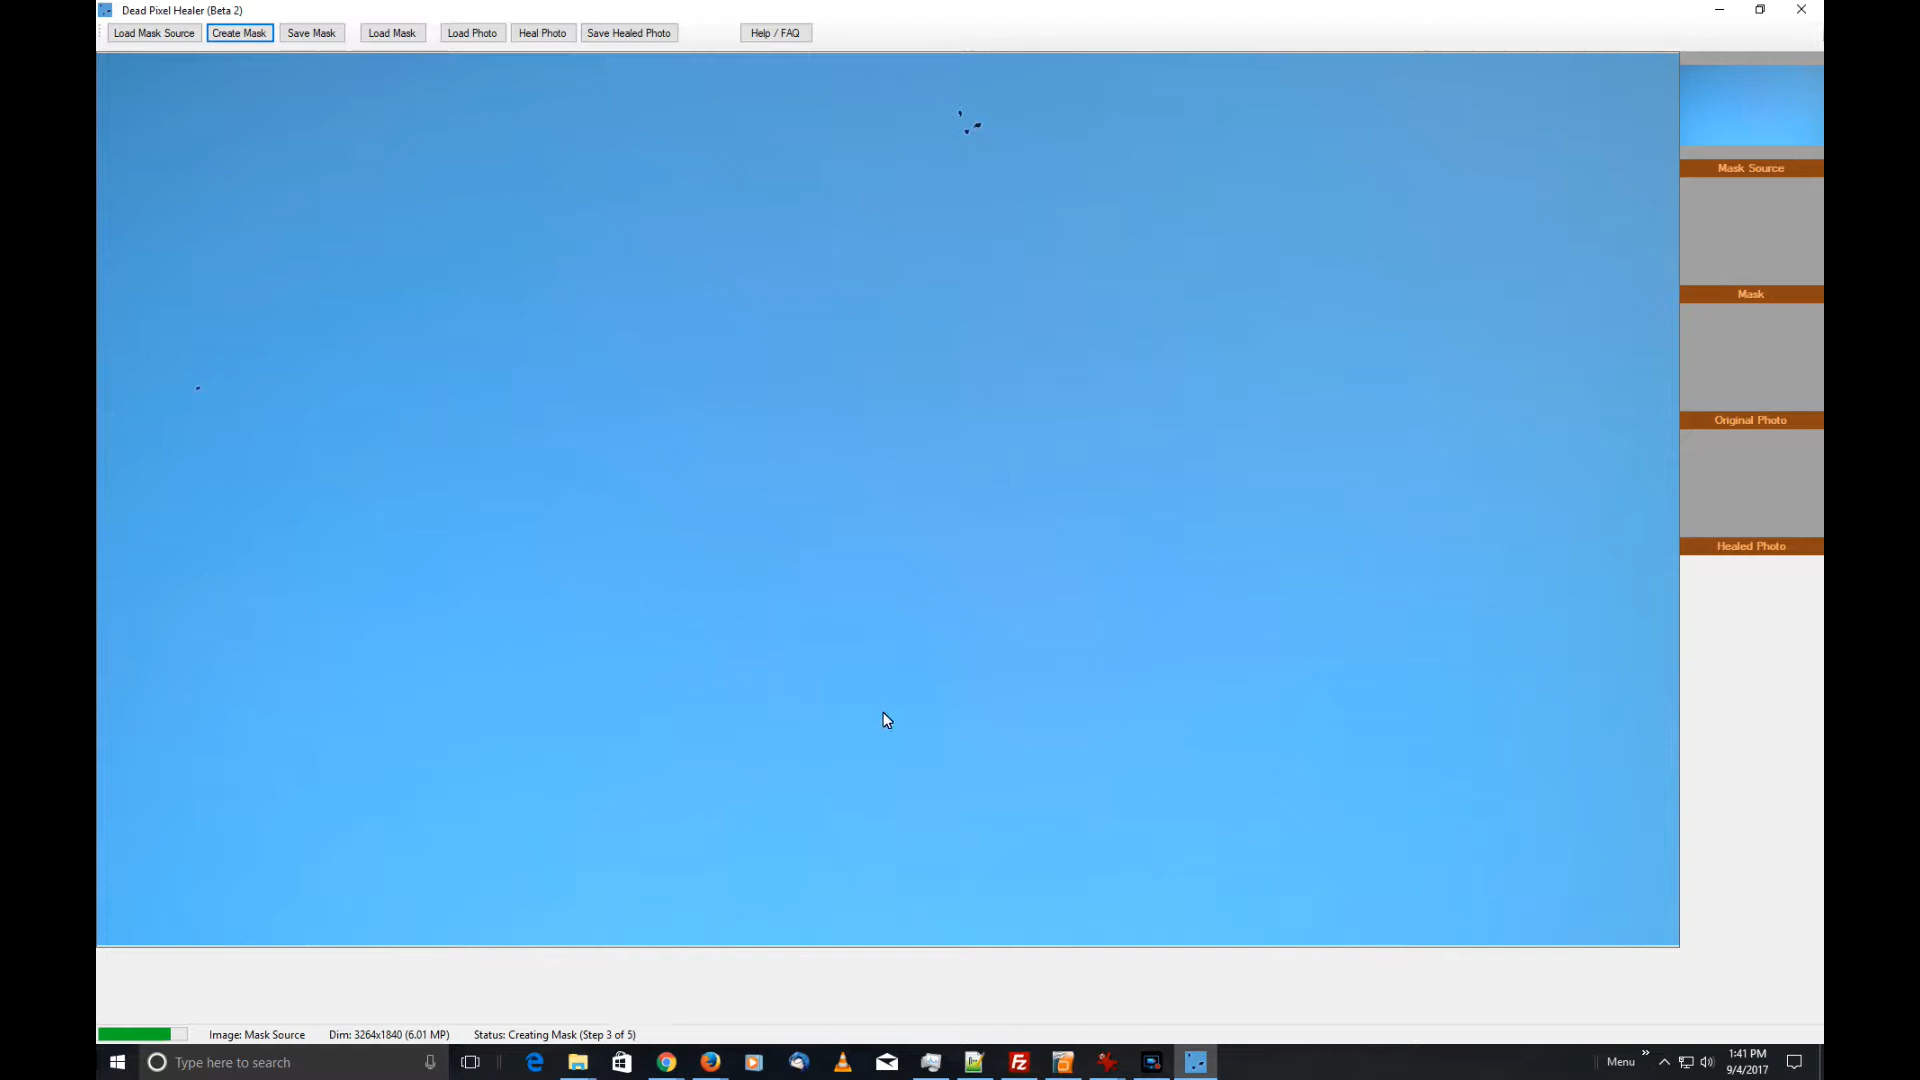 Dead Pixel Healer (Beta 2)
Load Mask Source Create Mask Save Mask Load Mask Load Photo Heal Photo Save Healed Photo Help / FAQ
Mask Source
Mask
Original Photo
Healed Photo
Image: Mask Source Dim: 3264x1840 (6.01 MP) Status: Creating Mask (Step 3 of 5)
Type here to search
Menu
1:41 PM
9/4/2017